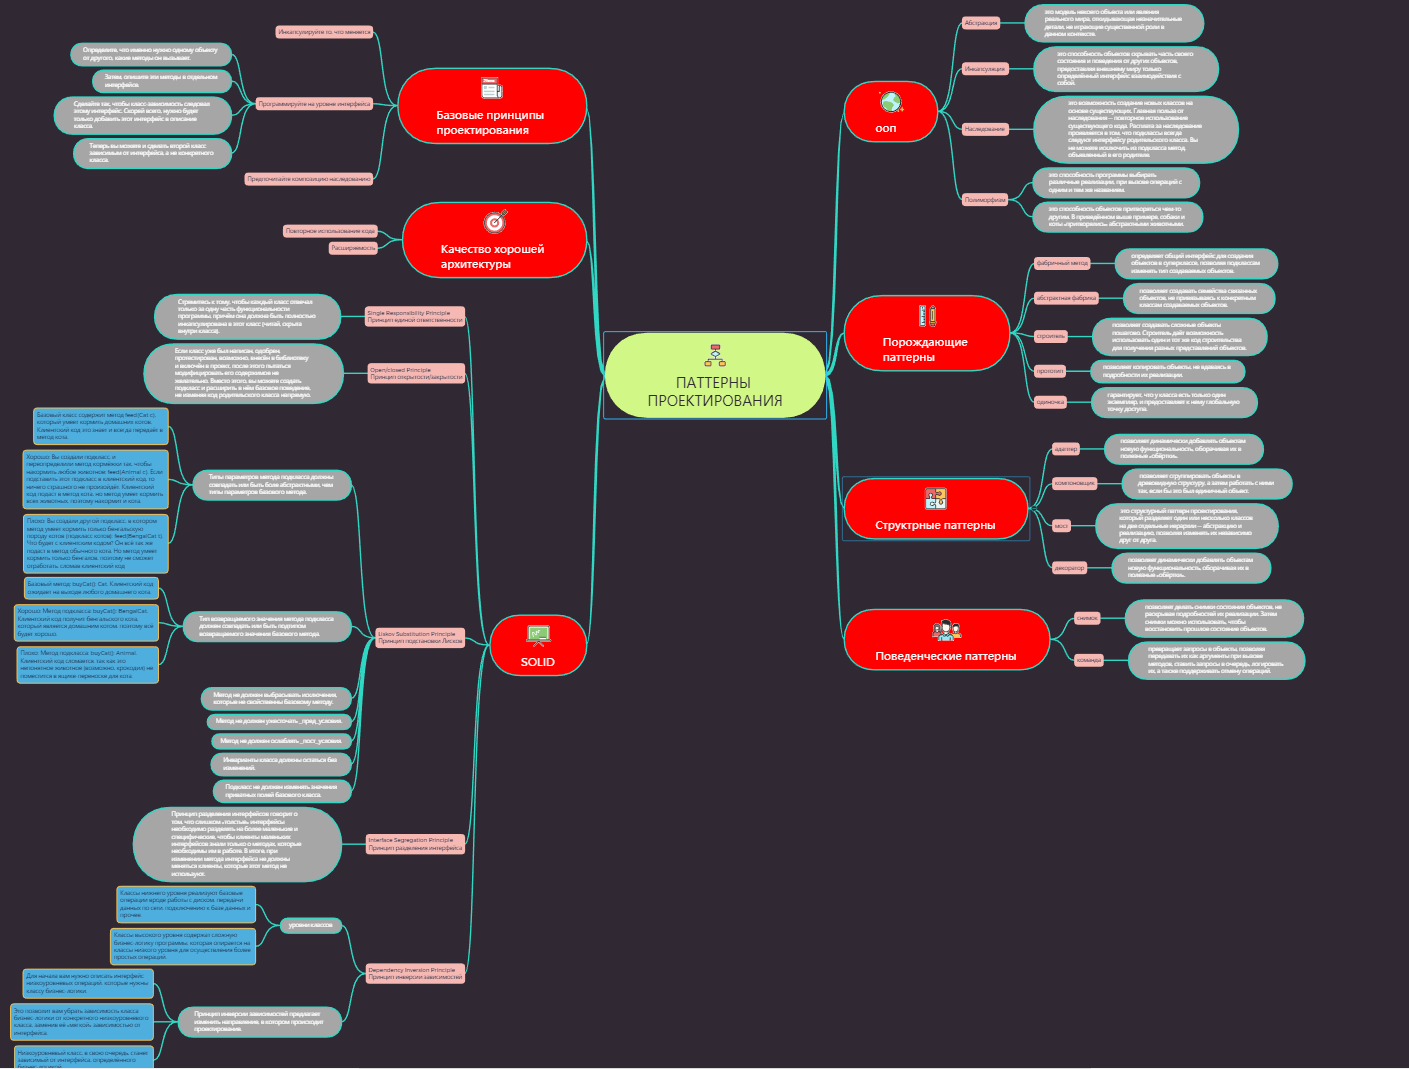 ПАТТЕРНЫ
ПРОЕКТИРОВАНИЯ
Базовые принципы
проектирования
Инкапсулируйте то, что меняется
Программируйте на уровне интерфейса
Определите, что именно нужно одному объекту
от другого, какие методы он вызывает.
Затем, опишите эти методы в отдельном
интерфейсе.
Сделайте так, чтобы класс-зависимость следовал
этому интерфейсу. Скорей всего, нужно будет
только добавить этот интерфейс в описание
класса.
Теперь вы можете и сделать второй класс
зависимым от интерфейса, а не конкретного
класса.
Предпочитайте композицию наследованию
Качество хорошей
архитектуры
Повторное использование кода
Расширяемость
SOLID
Single Responsibility Principle
Принцип единой ответственности
Стремитесь к тому, чтобы каждый класс отвечал
только за одну часть функциональности
программы, причём она должна быть полностью
инкапсулирована в этот класс (читай, скрыта
внутри класса).
Open/closed Principle
Принцип открытости/закрытости
Если класс уже был написан, одобрен,
протестирован, возможно, внесён в библиотеку
и включён в проект, после этого пытаться
модифицировать его содержимое не
желательно. Вместо этого, вы можете создать
подкласс и расширить в нём базовое поведение,
не изменяя код родительского класса напрямую.
Liskov Substitution Principle
Принцип подстановки Лисков
Типы параметров метода подкласса должны
совпадать или быть боле абстрактными, чем
типы параметров базового метода.
Базовый класс содержит метод feed(Cat c),
который умеет кормить домашних котов.
Клиентский код это знает и всегда передаёт в
метод кота.
Хорошо: Вы создали подкласс и
переопределили метод кормёжки так, чтобы
накормить любое животное: feed(Animal c). Если
подставить этот подкласс в клиентский код, то
ничего страшного не произойдёт. Клиентский
код подаст в метод кота, но метод умеет кормить
всех животных, поэтому накормит и кота.
Плохо: Вы создали другой подкласс, в котором
метод умеет кормить только бенгальскую
породу котов (подкласс котов): feed(BengalCat c).
Что будет с клиентским кодом? Он всё так же
подаст в метод обычного кота. Но метод умеет
кормить только бенгалов, поэтому не сможет
отработать, сломав клиентский код
Тип возвращаемого значения метода подкласса
должен совпадать или быть подтипом
возвращаемого значения базового метода.
Базовый метод: buyCat(): Cat. Клиентский код
ожидает на выходе любого домашнего кота.
Хорошо: Метод подкласса: buyCat(): BengalCat.
Клиентский код получит бенгальского кота,
который является домашним котом, поэтому всё
будет хорошо.
Плохо: Метод подкласса: buyCat(): Animal.
Клиентский код сломается, так как это
непонятное животное (возможно, крокодил) не
поместится в ящике-переноске для кота.
Метод не должен выбрасывать исключения,
которые не свойственны базовому методу.
Метод не должен ужесточать _пред_условия.
Метод не должен ослаблять _пост_условия.
Инварианты класса должны остаться без
изменений.
Подкласс не должен изменять значения
приватных полей базового класса.
Interface Segregation Principle
Принцип разделения интерфейса
Принцип разделения интерфейсов говорит о
том, что слишком «толстые» интерфейсы
необходимо разделять на более маленькие и
специфические, чтобы клиенты маленьких
интерфейсов знали только о методах, которые
необходимы им в работе. В итоге, при
изменении метода интерфейса не должны
меняться клиенты, которые этот метод не
используют.
Dependency Inversion Principle
Принцип инверсии зависимостей
уровни классов
Классы нижнего уровня реализуют базовые
операции вроде работы с диском, передачи
данных по сети, подключению к базе данных и
прочее.
Классы высокого уровня содержат сложную
бизнес-логику программы, которая опирается на
классы низкого уровня для осуществления более
простых операций.
Принцип инверсии зависимостей предлагает
изменить направление, в котором происходит
проектирование.
Для начала вам нужно описать интерфейс
низкоуровневых операций, которые нужны
классу бизнес-логики.
Это позволит вам убрать зависимость класса
бизнес-логики от конкретного низкоуровневого
класса, заменив её «мягкой» зависимостью от
интерфейса.
Низкоуровневый класс, в свою очередь, станет
зависимый от интерфейса, определённого
бизнес-логикой.
ооп
Абстракция
это модель некоего объекта или явления
реального мира, откидывающая незначительные
детали, не играющие существенной роли в
данном контексте.
Инкапсуляция
это способность объектов скрывать часть своего
состояния и поведения от других объектов,
предоставляя внешнему миру только
определённый интерфейс взаимодействия с
собой.
Наследование
это возможность создания новых классов на
основе существующих. Главная польза от
наследования — повторное использование
существующего кода. Расплата за наследование
проявляется в том, что подклассы всегда
следуют интерфейсу родительского класса. Вы
не можете исключить из подкласса метод,
объявленный в его родителе.
Полиморфизм
это способность программы выбирать
различные реализации, при вызове операций с
одним и тем же названием.
это способность объектов притворяться чем-то
другим. В приведённом выше примере, собаки и
коты «притворялись» абстрактными животными.
Порождающие
паттерны
фабричный метод
определяет общий интерфейс для создания
объектов в суперклассе, позволяя подклассам
изменять тип создаваемых объектов.
абстрактная фабрика
позволяет создавать семейства связанных
объектов, не привязываясь к конкретным
классам создаваемых объектов.
строитель
позволяет создавать сложные объекты
пошагово. Строитель даёт возможность
использовать один и тот же код строительства
для получения разных представлений объектов.
прототип
позволяет копировать объекты, не вдаваясь в
подробности их реализации.
одиночка
гарантирует, что у класса есть только один
экземпляр, и предоставляет к нему глобальную
точку доступа.
Структрные паттерны
адаптер
позволяет динамически добавлять объектам
новую функциональность, оборачивая их в
полезные «обёртки».
компоновщик
позволяет сгруппировать объекты в
древовидную структуру, а затем работать с ними
так, если бы это был единичный объект.
мост
это структурный паттерн проектирования,
который разделяет один или несколько классов
на две отдельные иерархии — абстракцию и
реализацию, позволяя изменять их независимо
друг от друга.
декоратор
позволяет динамически добавлять объектам
новую функциональность, оборачивая их в
полезные «обёртки».
Поведенческие паттерны
снимок
позволяет делать снимки состояния объектов, не
раскрывая подробностей их реализации. Затем
снимки можно использовать, чтобы
восстановить прошлое состояние объектов.
команда
превращает запросы в объекты, позволяя
передавать их как аргументы при вызове
методов, ставить запросы в очередь, логировать
их, а также поддерживать отмену операций.